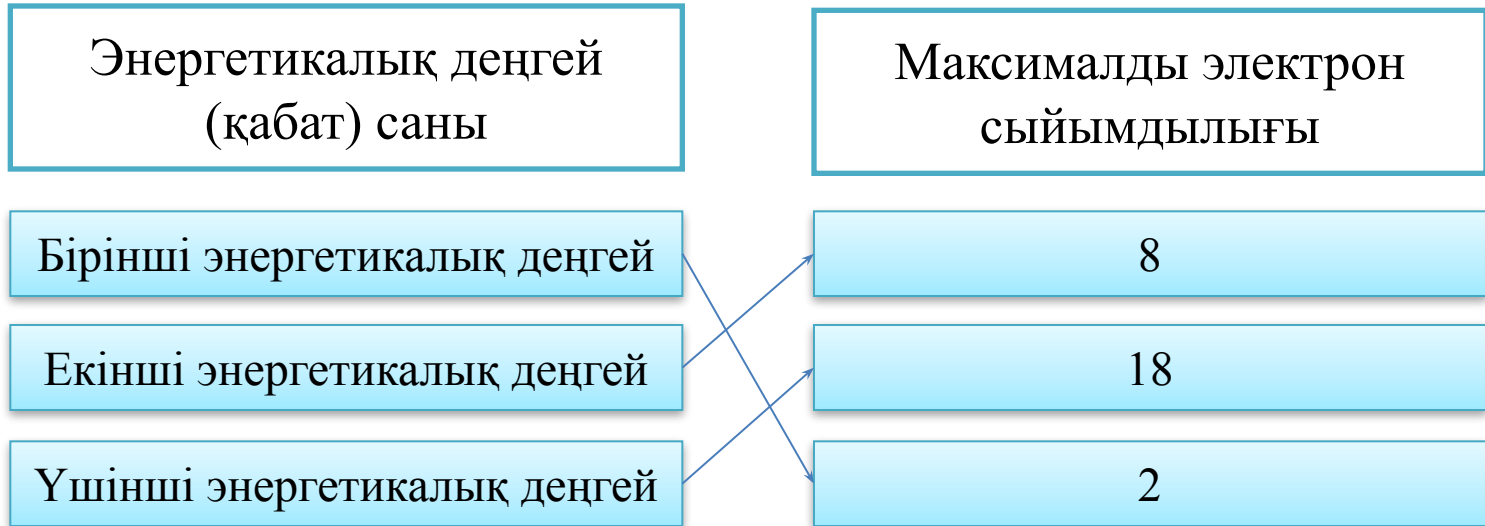 Энергетикалық деңгей
(қабат) саны
Максималды электрон
сыйымдылығы
Бірінші энергетикалық деңгей
8
Екінші энергетикалық деңгей
18
Үшінші энергетикалық деңгей
2